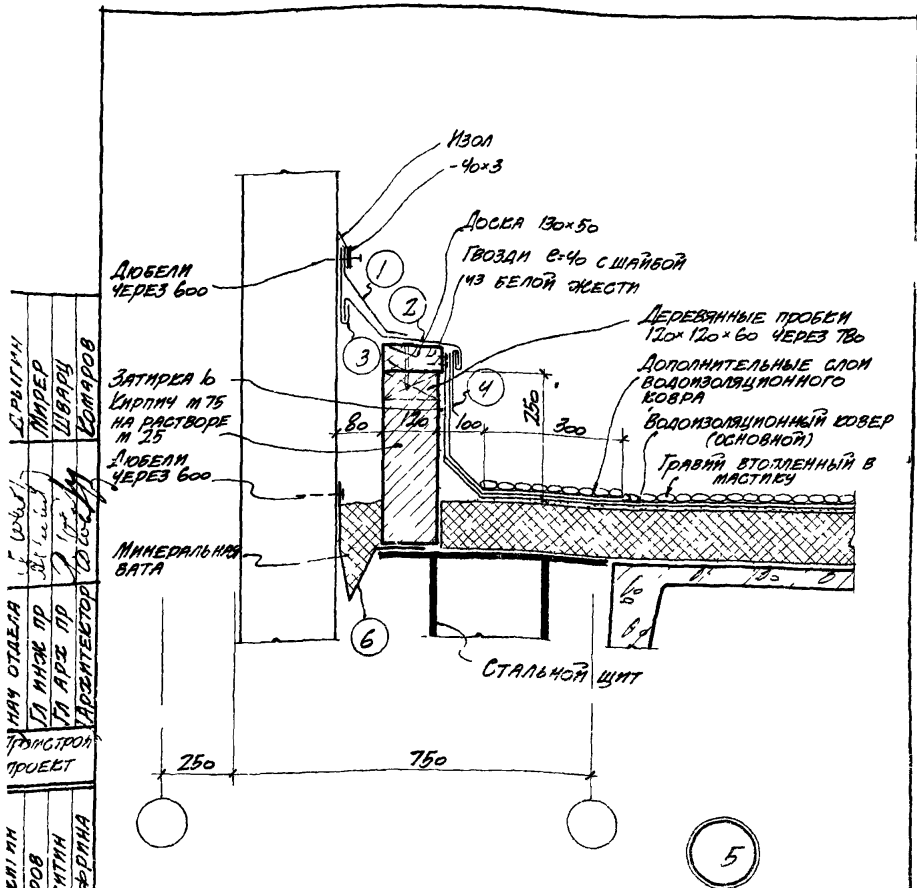 Изол
-40×3
Доска 130×50
Гвозди e=40 с шайбой
из белой жести
Деревянные пробки
120×120×60 через 780
Дополнительные слои
водоизоляционного
ковра
Водоизоляционный ковер
(основной)
Гравий втопленный в
мастику
Дюбели
через 600
1
2
3
4
Затирка 10
Кирпич м 75
на растворе
м 25
Дюбели
через 600
Минеральная
вата
80
120
100
250
300
6
Стальной щит
250
750
5
Нач отдела
Гл инж пр
Гл арх пр
Архитектор
Мирер
Шварц
Комаров
проект